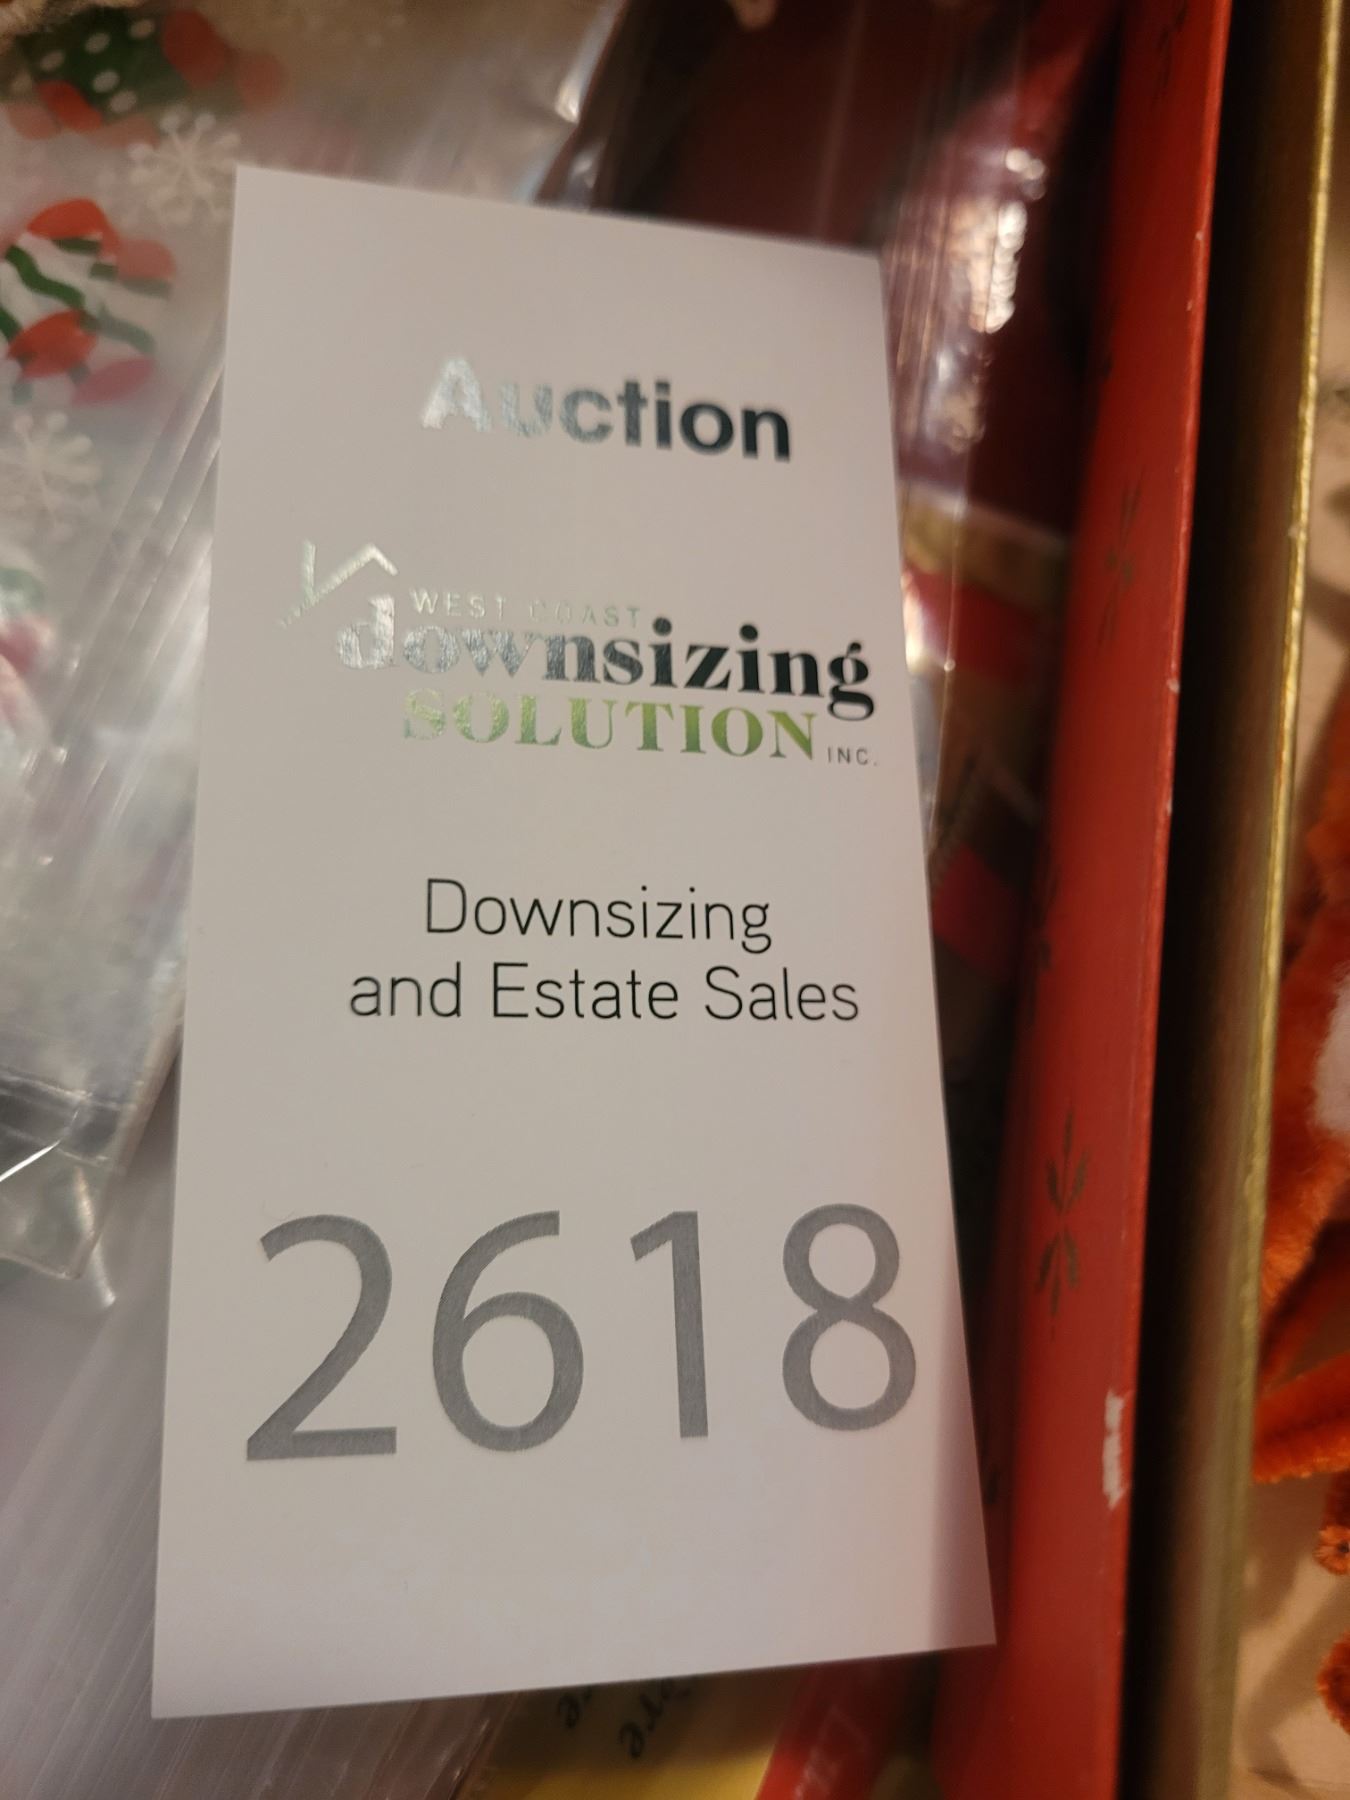 Auction
WEST COAST
downsizing
SOLUTION INC.
Downsizing
and Estate Sales
2618